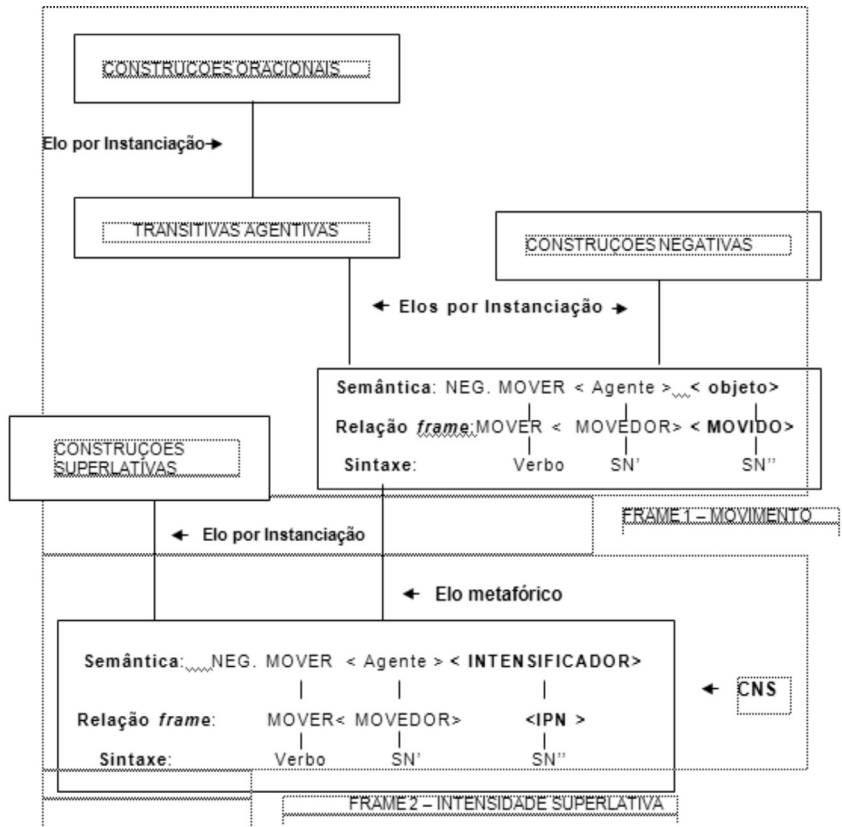 CONSTRUCOES ORACIONAIS
Elo por Instanciação→
TRANSITIVAS AGENTIVAS
CONSTRUÇOES NEGATIVAS
← Elos por Instanciação →
Semântica: NEG. MOVER < Agente > < objeto>
Relação frame:MOVER < MOVEDOR> < MOVIDO>
Sintaxe: Verbo SN' SN''
CONSTRUÇOES
SUPERLATIVAS
FRAME 1 – MOVIMENTO
← Elo por Instanciação
← Elo metafórico
Semântica: NEG. MOVER < Agente > < INTENSIFICADOR>
← CNS
Relação frame: MOVER< MOVEDOR> <IPN >
Sintaxe: Verbo SN' SN''
FRAME 2 – INTENSIDADE SUPERLATIVA